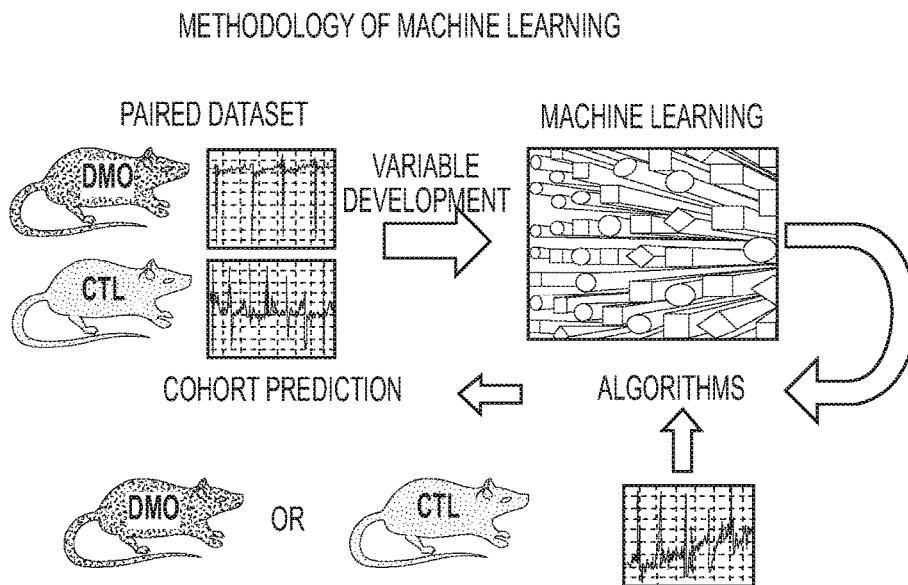 METHODOLOGY OF MACHINE LEARNING
PAIRED DATASET
MACHINE LEARNING
DMO
VARIABLE
DEVELOPMENT
CTL
COHORT PREDICTION
ALGORITHMS
DMO
OR
CTL